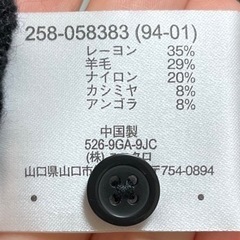 258-058383 (94-01)
レーヨン 35%
羊毛 29%
ナイロン 20%
カシミヤ 8%
アンゴラ 8%
中国製
526-9GA-9JC
(株)
山口県山口市 〒754-0894